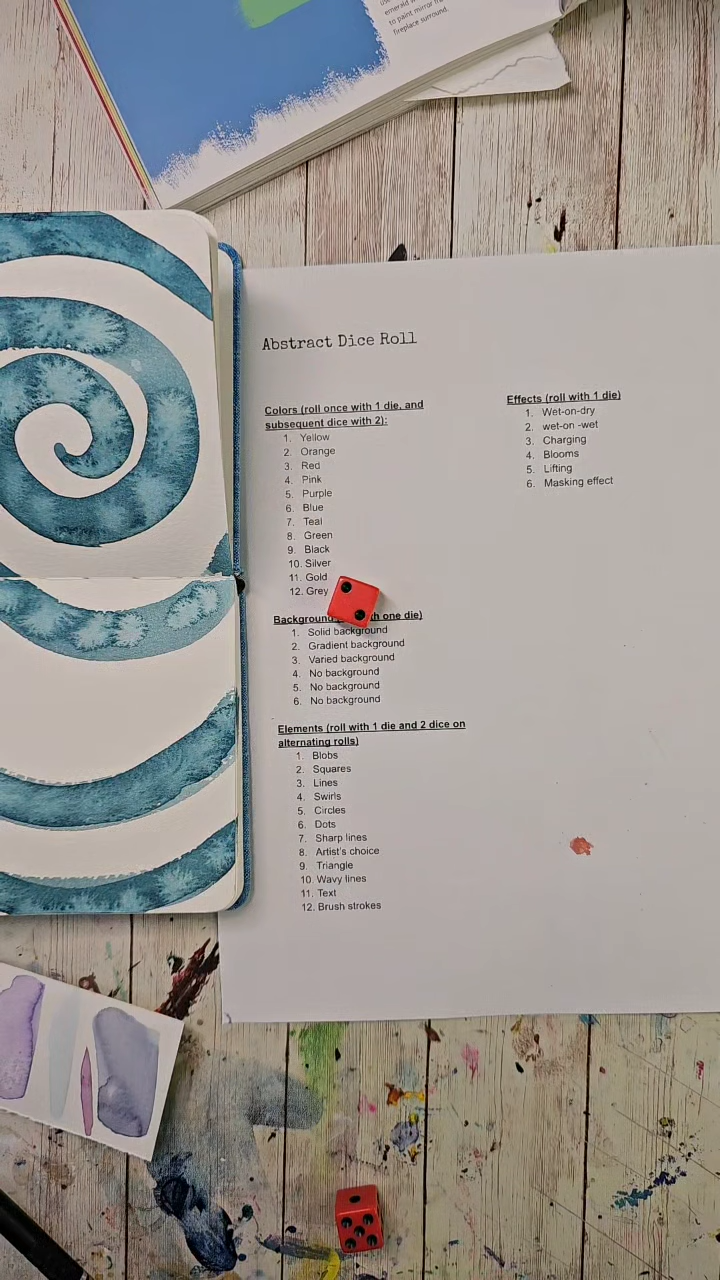 emerald
to paint mirror
fireplace surround.
Abstract Dice Roll
Colors (roll once with 1 die, and
subsequent dice with 2):
1. Yellow
2. Orange
3. Red
4. Pink
5. Purple
6. Blue
7. Teal
8. Green
9. Black
10. Silver
11. Gold
12. Grey
Background with one die)
1. Solid background
2. Gradient background
3. Varied background
4. No background
5. No background
6. No background
Elements (roll with 1 die and 2 dice on
alternating rolls)
1. Blobs
2. Squares
3. Lines
4. Swirls
5. Circles
6. Dots
7. Sharp lines
8. Artist's choice
9. Triangle
10. Wavy lines
11. Text
12. Brush strokes
Effects (roll with 1 die)
1. Wet-on-dry
2. wet-on -wet
3. Charging
4. Blooms
5. Lifting
6. Masking effect